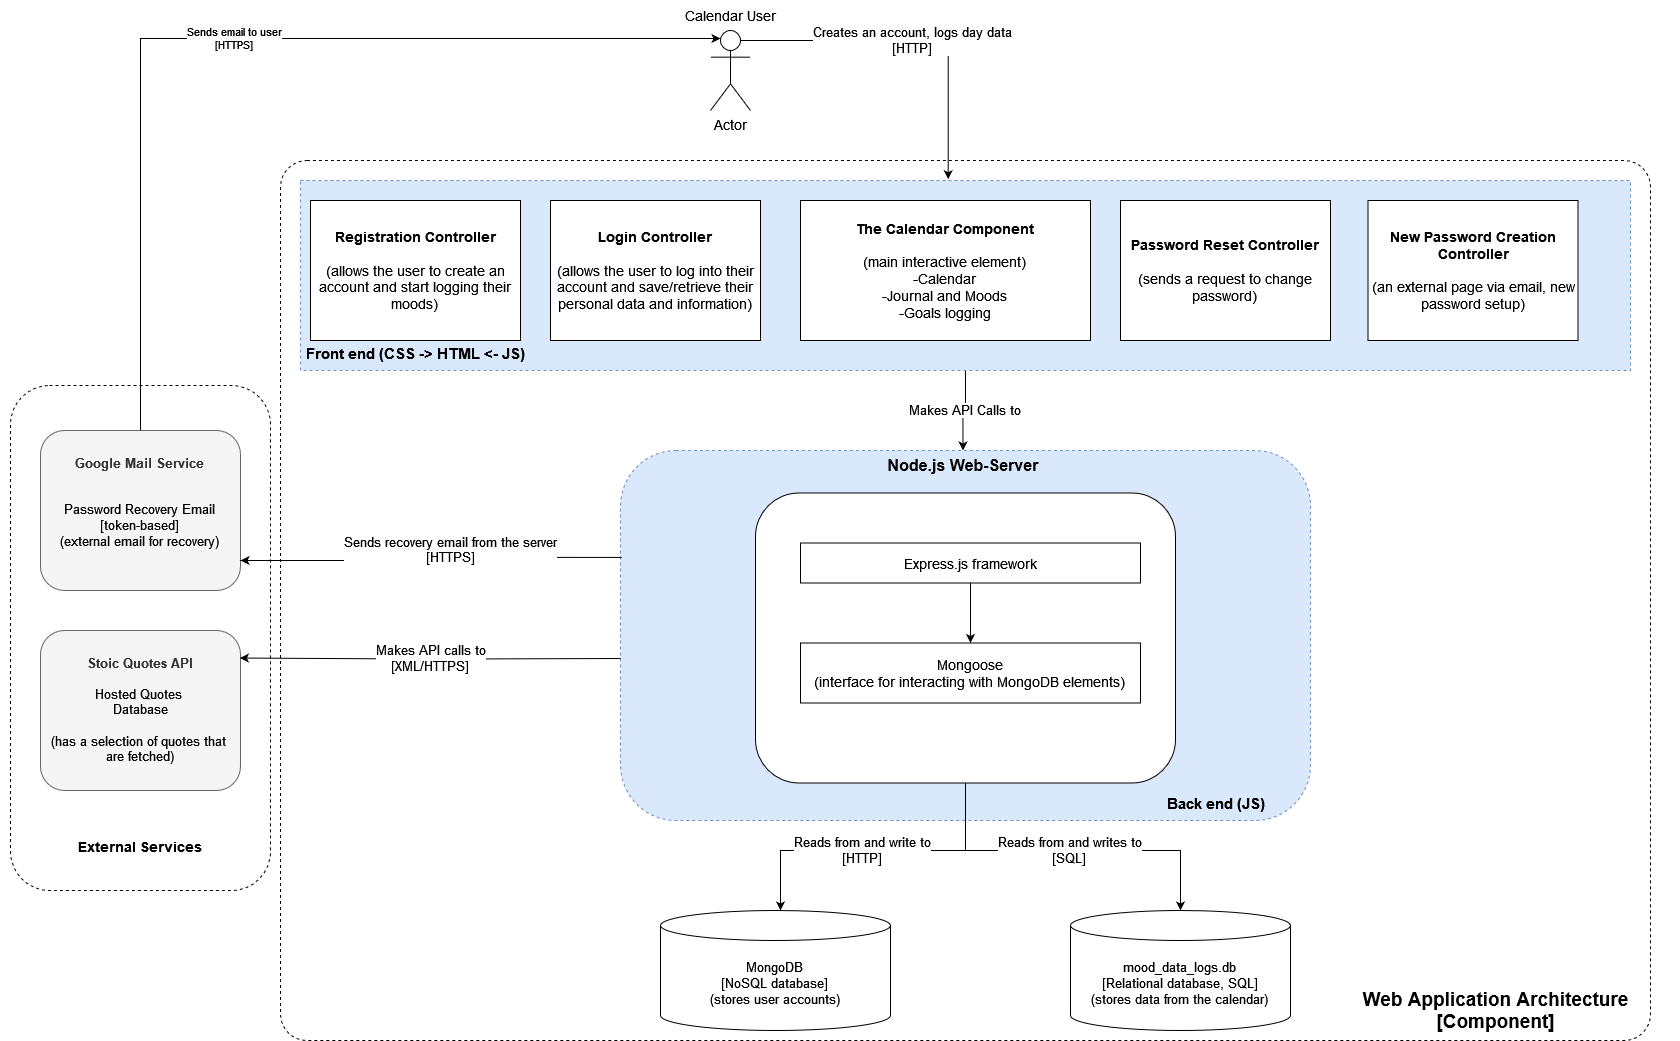 Calendar User
Sends email to user
[HTTPS]
Creates an account, logs day data
[HTTP]
Actor
Registration Controller
(allows the user to create an
account and start logging their
moods)
Login Controller
(allows the user to log into their
account and save/retrieve their
personal data and information)
The Calendar Component
(main interactive element)
-Calendar
-Journal and Moods
-Goals logging
Password Reset Controller
(sends a request to change
password)
New Password Creation
Controller
(an external page via email, new
password setup)
Front end (CSS -> HTML <- JS)
Makes API Calls to
Google Mail Service
Password Recovery Email
[token-based]
(external email for recovery)
Sends recovery email from the server
[HTTPS]
Stoic Quotes API
Hosted Quotes
Database
(has a selection of quotes that
are fetched)
Makes API calls to
[XML/HTTPS]
External Services
Node.js Web-Server
Express.js framework
Mongoose
(interface for interacting with MongoDB elements)
Back end (JS)
Reads from and write to
[HTTP]
Reads from and writes to
[SQL]
MongoDB
[NoSQL database]
(stores user accounts)
mood_data_logs.db
[Relational database, SQL]
(stores data from the calendar)
Web Application Architecture
[Component]